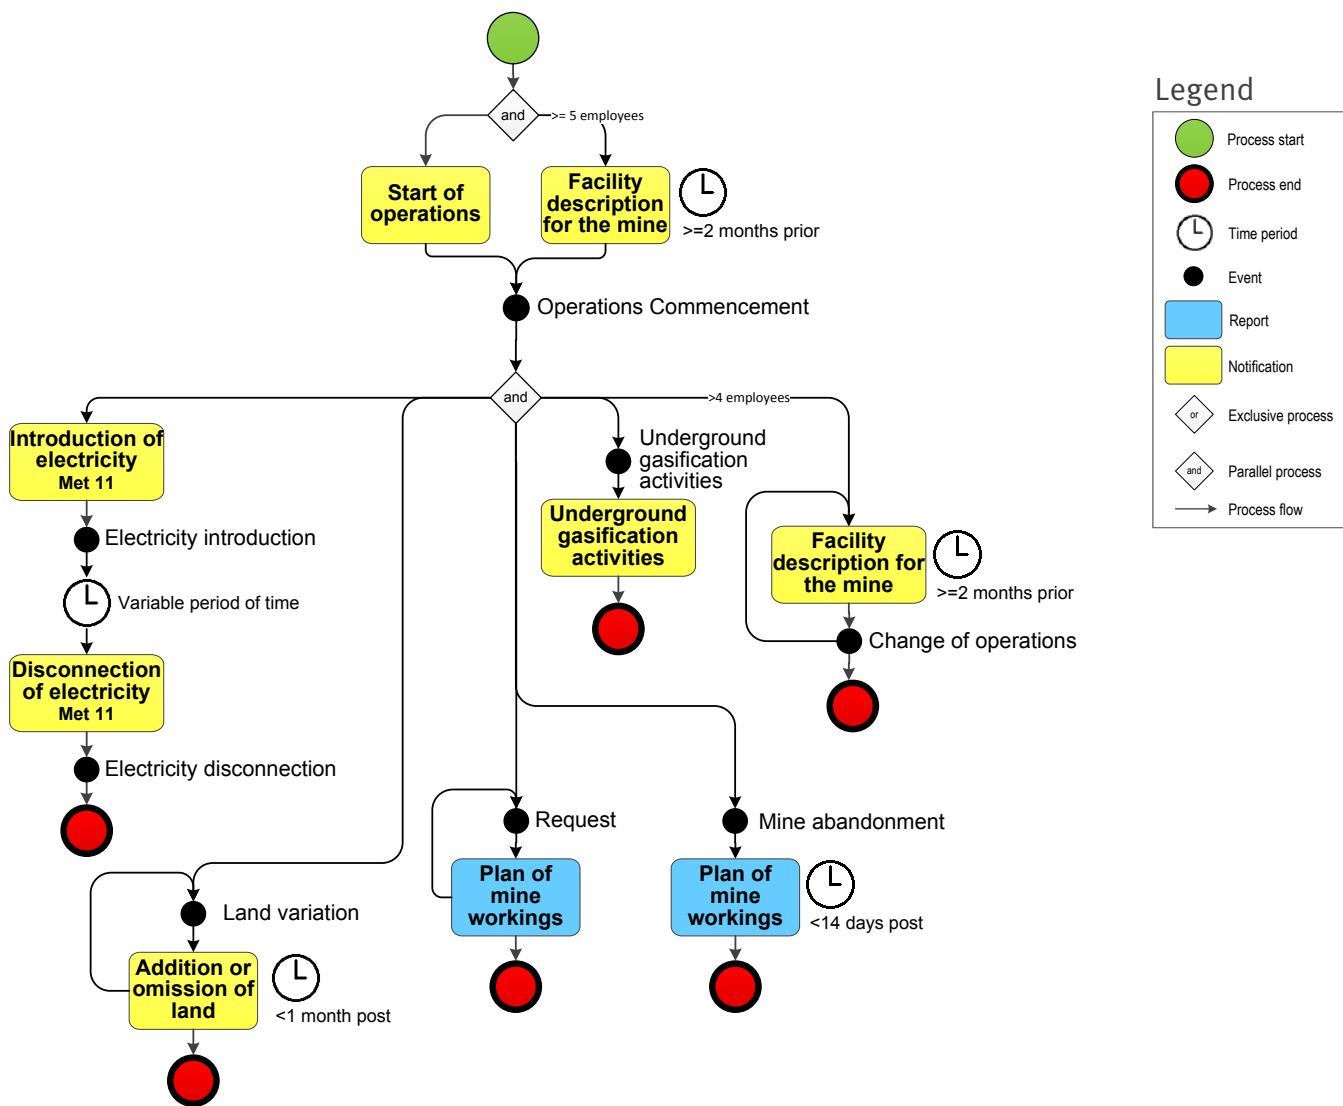 and
>= 5 employees
Start of
operations
Facility
description
for the mine
>=2 months prior
Operations Commencement
and
>4 employees
Introduction of
electricity
Met 11
Electricity introduction
Variable period of time
Disconnection
of electricity
Met 11
Electricity disconnection
Underground
gasification
activities
Underground
gasification
activities
Facility
description for
the mine
>=2 months prior
Change of operations
Land variation
Addition or
omission of
land
<1 month post
Request
Plan of
mine
workings
Mine abandonment
Plan of
mine
workings
<14 days post
Legend
Process start
Process end
Time period
Event
Report
Notification
or
Exclusive process
and
Parallel process
Process flow